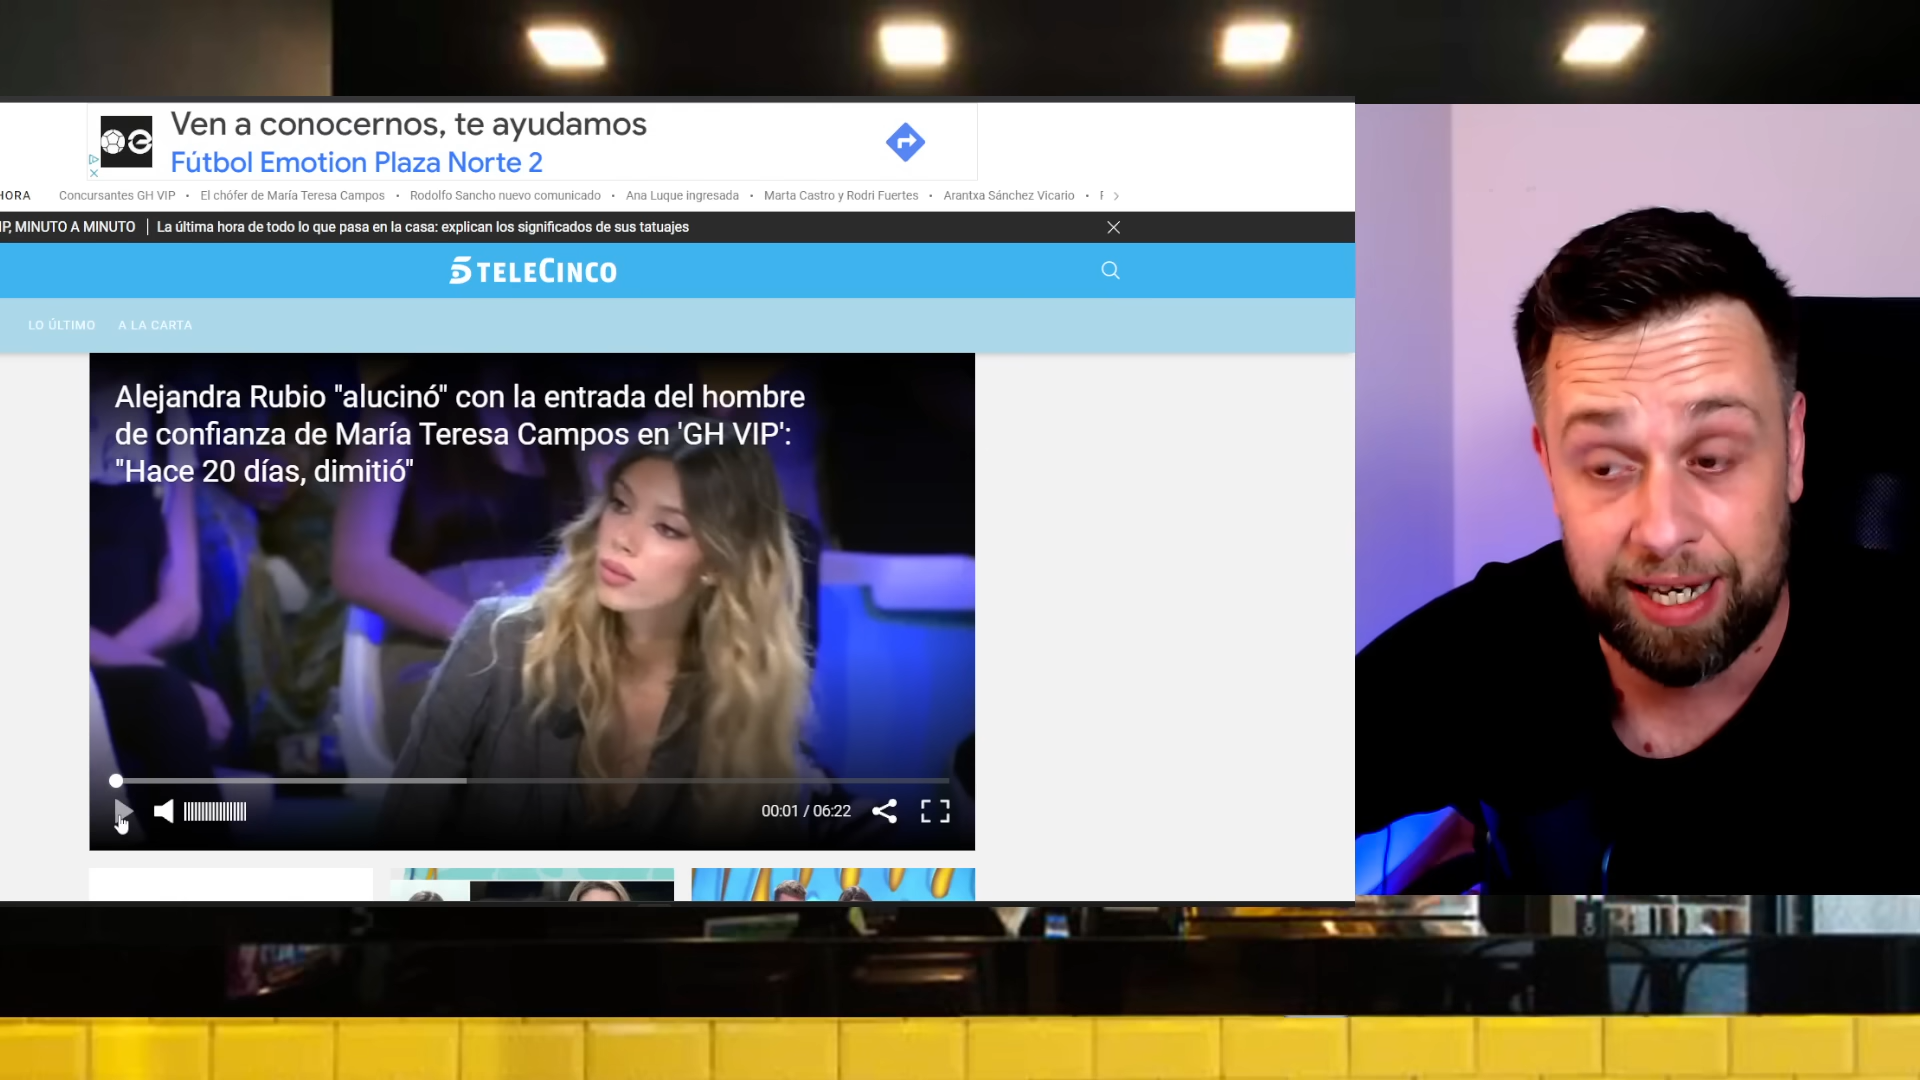 Ven a conocernos, te ayudamos
Fútbol Emotion Plaza Norte 2
HORA Concursantes GH VIP • El chófer de María Teresa Campos • Rodolfo Sancho nuevo comunicado • Ana Luque ingresada • Marta Castro y Rodri Fuertes • Arantxa Sánchez Vicario •
IP, MINUTO A MINUTO | La última hora de todo lo que pasa en la casa: explican los significados de sus tatuajes
TELECINCO
LO ÚLTIMO A LA CARTA
Alejandra Rubio "alucinó" con la entrada del hombre
de confianza de María Teresa Campos en 'GH VIP':
"Hace 20 días, dimitió"
00:01 / 06:22